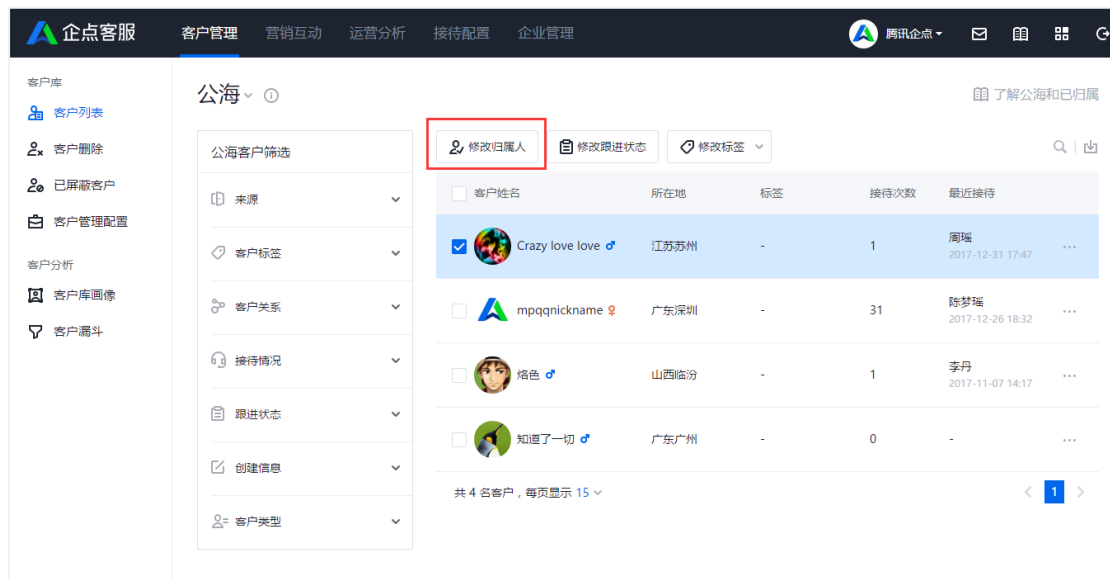 企点客服 客户管理 营销互动 运营分析 接待配置 企业管理 腾讯企点
客户库
客户列表
客户删除
已屏蔽客户
客户管理配置
客户分析
客户库画像
客户漏斗
公海
了解公海和已归属
公海客户筛选
来源
客户标签
客户关系
接待情况
跟进状态
创建信息
客户类型
修改归属人 修改跟进状态 修改标签
客户姓名 所在地 标签 接待次数 最近接待
Crazy love love 江苏苏州 - 1 周瑶
2017-12-31 17:47
mpqqnickname 广东深圳 - 31 陈梦瑶
2017-12-26 18:32
烙色 山西临汾 - 1 李丹
2017-11-07 14:17
知道了一切 广东广州 - 0 -
共 4 名客户，每页显示 15
1